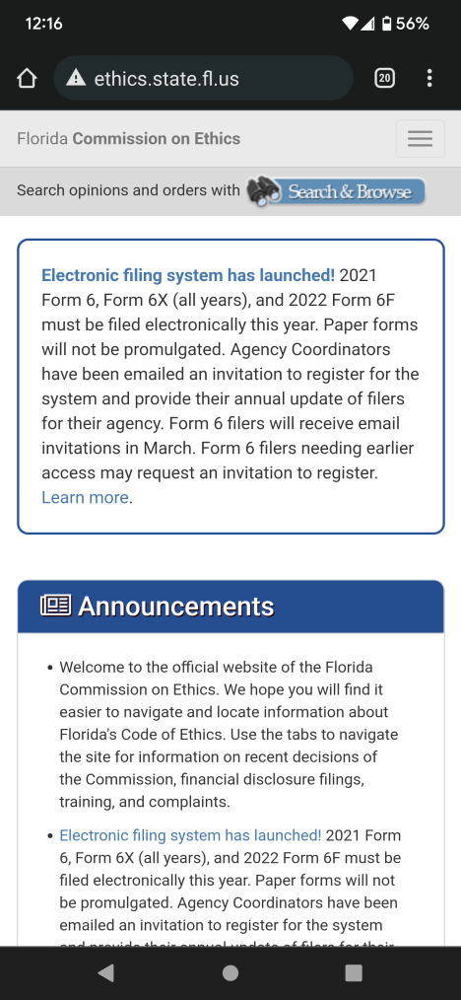 12:16
56%
ethics.state.fl.us
20
Florida Commission on Ethics
Search opinions and orders with Search & Browse
Electronic filing system has launched! 2021
Form 6, Form 6X (all years), and 2022 Form 6F
must be filed electronically this year. Paper forms
will not be promulgated. Agency Coordinators
have been emailed an invitation to register for the
system and provide their annual update of filers
for their agency. Form 6 filers will receive email
invitations in March. Form 6 filers needing earlier
access may request an invitation to register.
Learn more.
Announcements
• Welcome to the official website of the Florida
Commission on Ethics. We hope you will find it
easier to navigate and locate information about
Florida's Code of Ethics. Use the tabs to navigate
the site for information on recent decisions of
the Commission, financial disclosure filings,
training, and complaints.
• Electronic filing system has launched! 2021 Form
6, Form 6X (all years), and 2022 Form 6F must be
filed electronically this year. Paper forms will not
be promulgated. Agency Coordinators have been
emailed an invitation to register for the system
and provide their annual update of filers for their